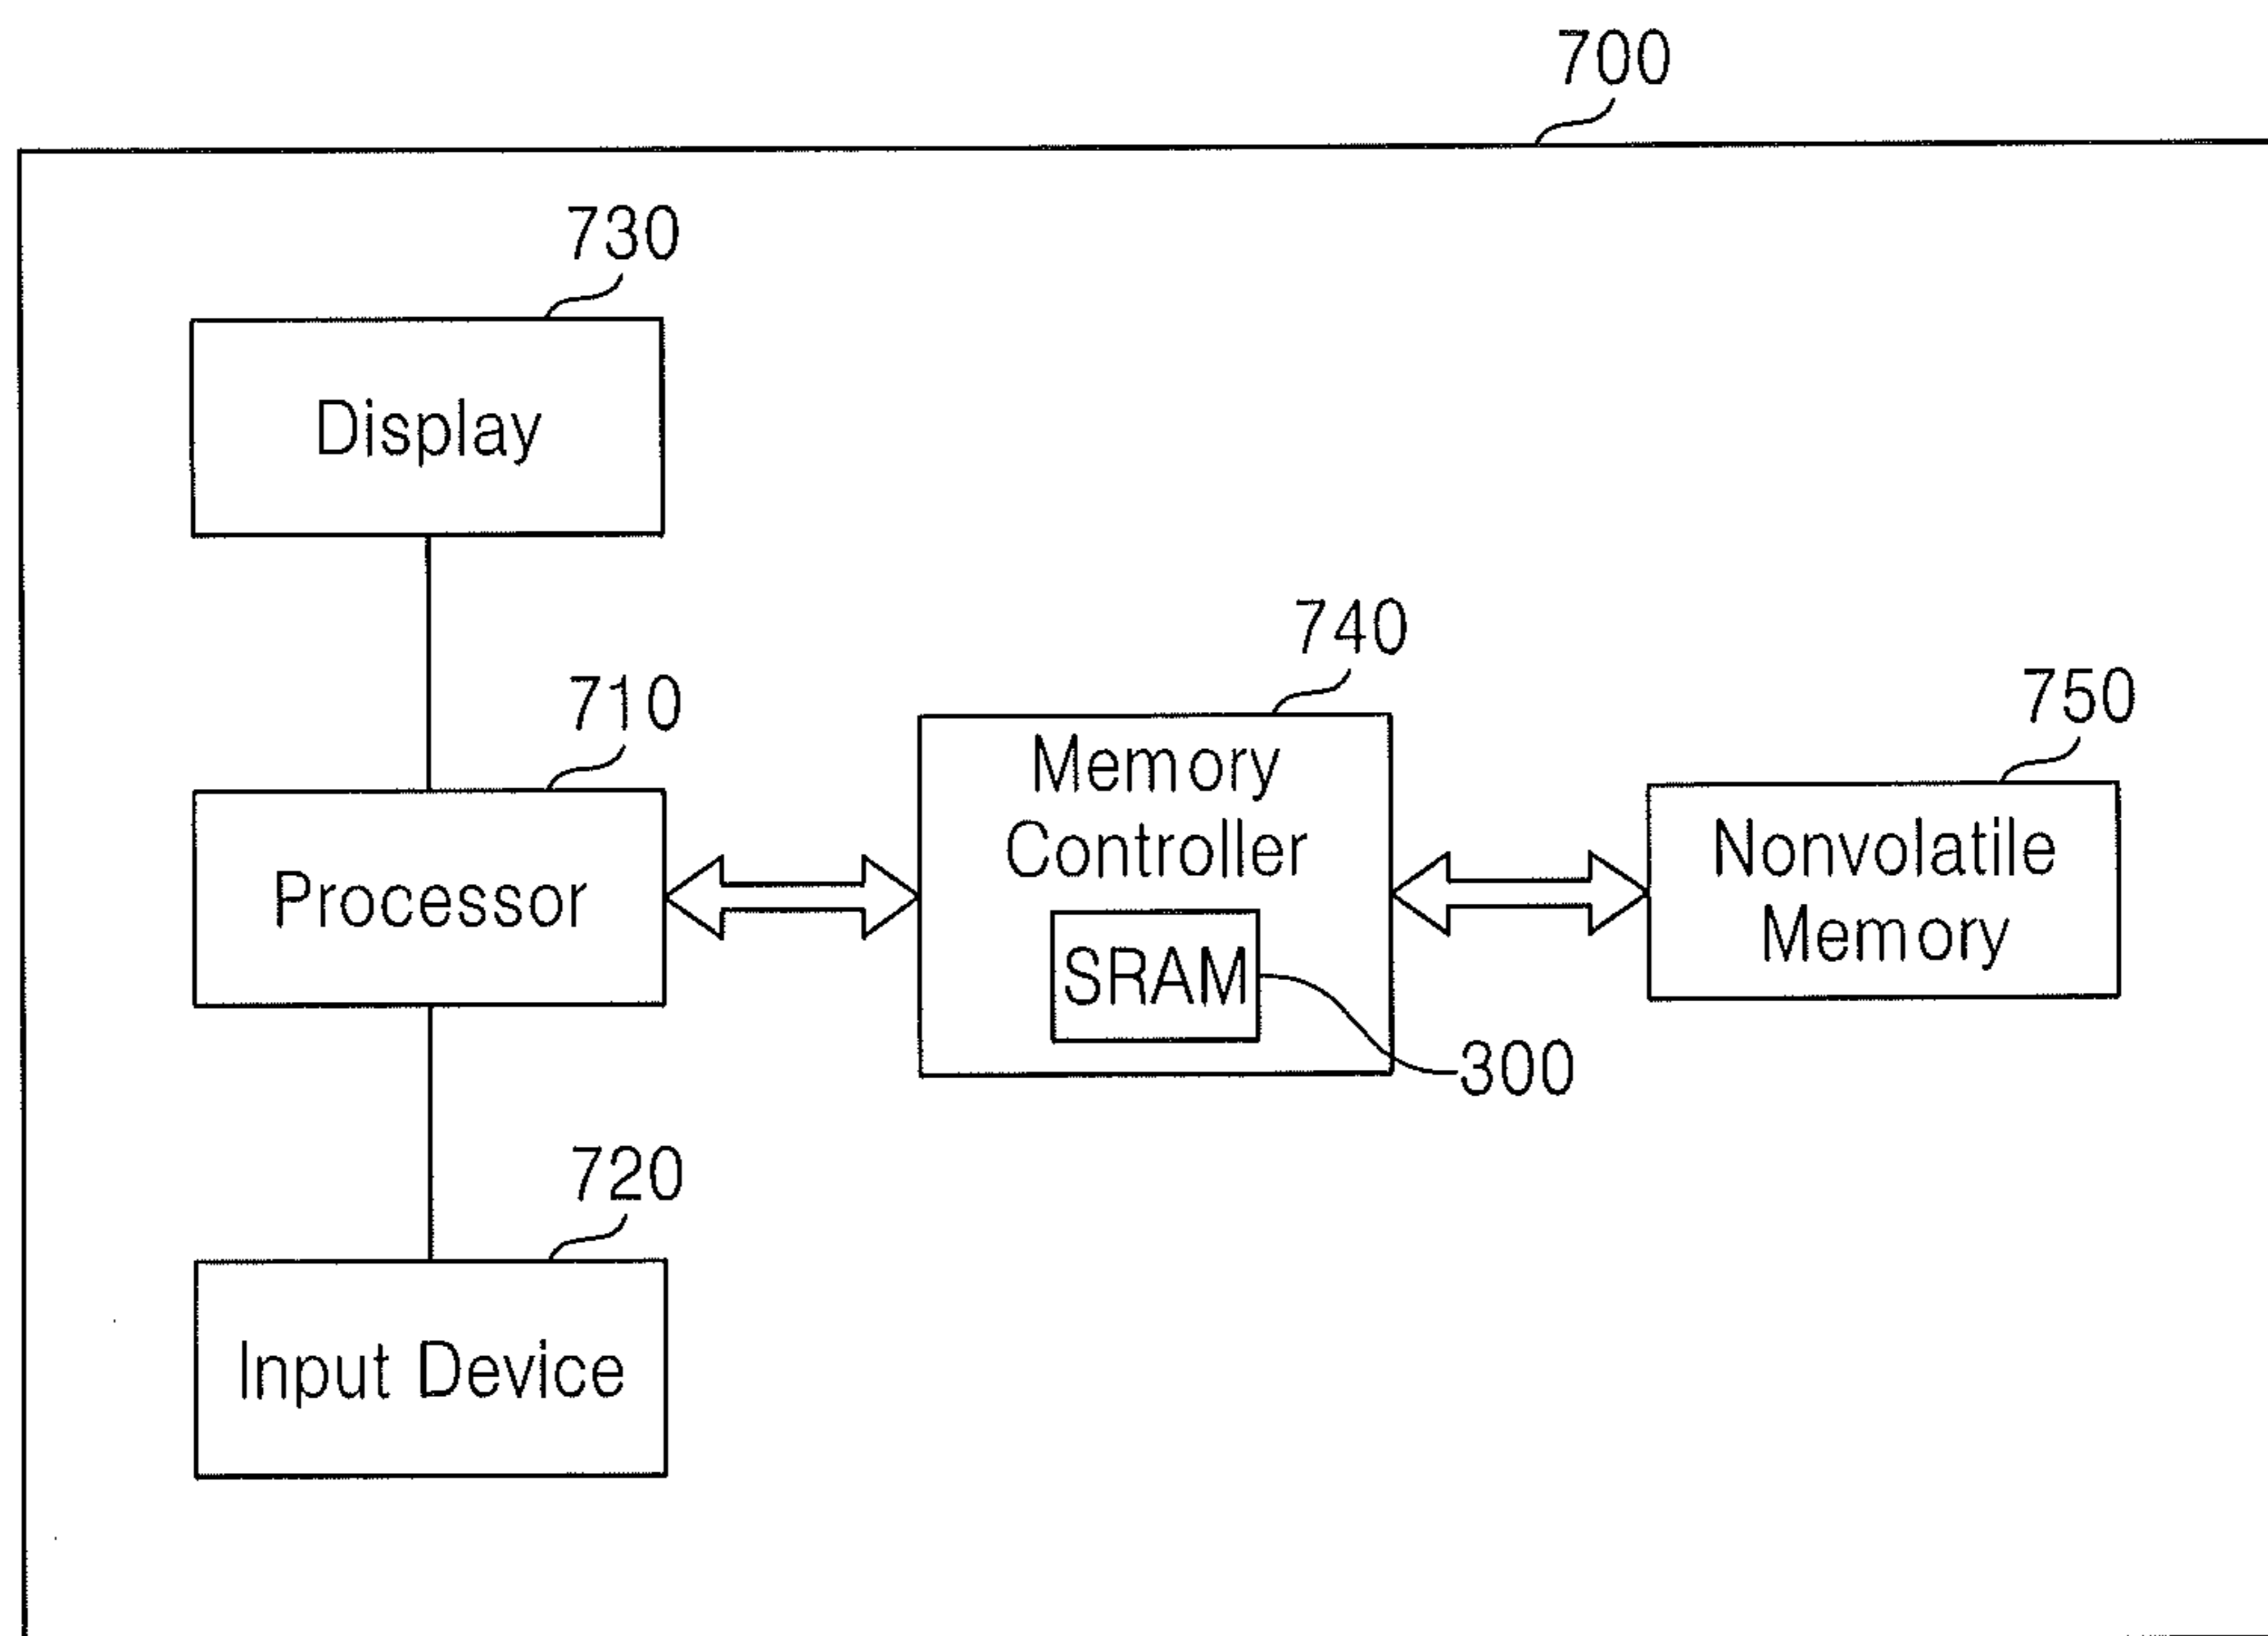 700
730
Display
740
710
750
Memory
Controller
Nonvolatile
Memory
Processor
SRAM
300
720
Input Device